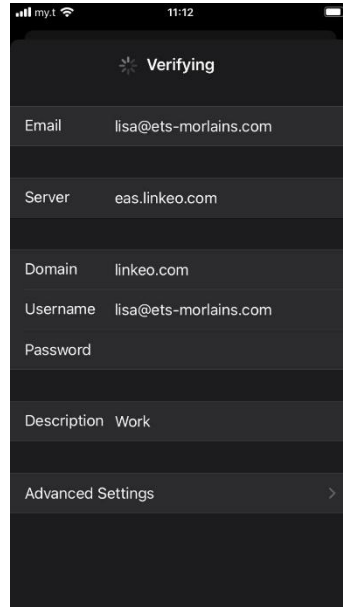 my.t 11:12
Verifying
Email lisa@ets-morlains.com
Server eas.linkeo.com
Domain linkeo.com
Username lisa@ets-morlains.com
Password
Description Work
Advanced Settings